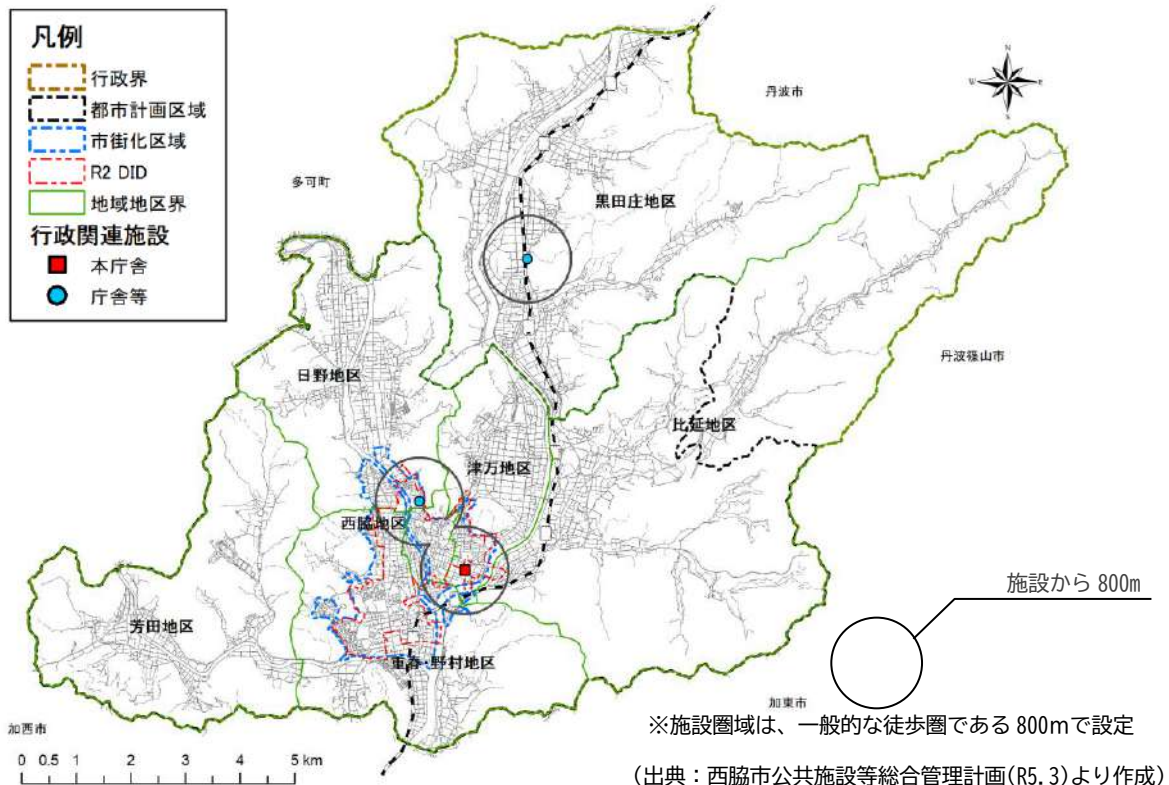 凡例
行政界
都市計画区域
市街化区域
R2 DID
地域地区界
行政関連施設
本庁舎
庁舎等
N
W
E
S
丹波市
多可町
黒田庄地区
丹波篠山市
日野地区
比延地区
津万地区
西脇地区
施設から 800m
芳田地区
重春・野村地区
加東市
加西市
※施設圏域は、一般的な徒歩圏である 800mで設定
0 0.5 1 2 3 4 5 km
(出典：西脇市公共施設等総合管理計画(R5.3)より作成)